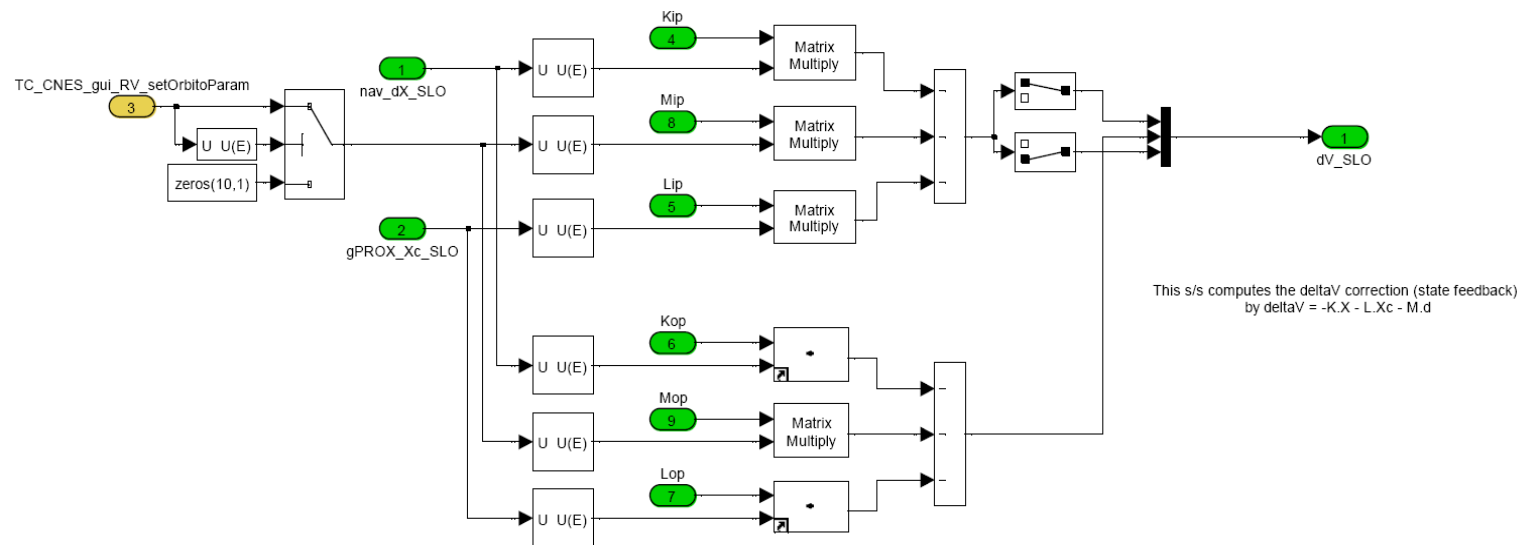 Kip
4
Matrix
Multiply
1
nav_dX_SLO
U U(E)
TC_CNES_gui_RV_setOrbitoParam
3
Mip
8
Matrix
Multiply
U U(E)
U U(E)
zeros(10,1)
1
dV_SLO
Lip
5
Matrix
Multiply
2
gPROX_Xc_SLO
U U(E)
This s/s computes the deltaV correction (state feedback)
by deltaV = -K.X - L.Xc - M.d
Kop
6
U U(E)
Mop
9
Matrix
Multiply
U U(E)
Lop
7
U U(E)